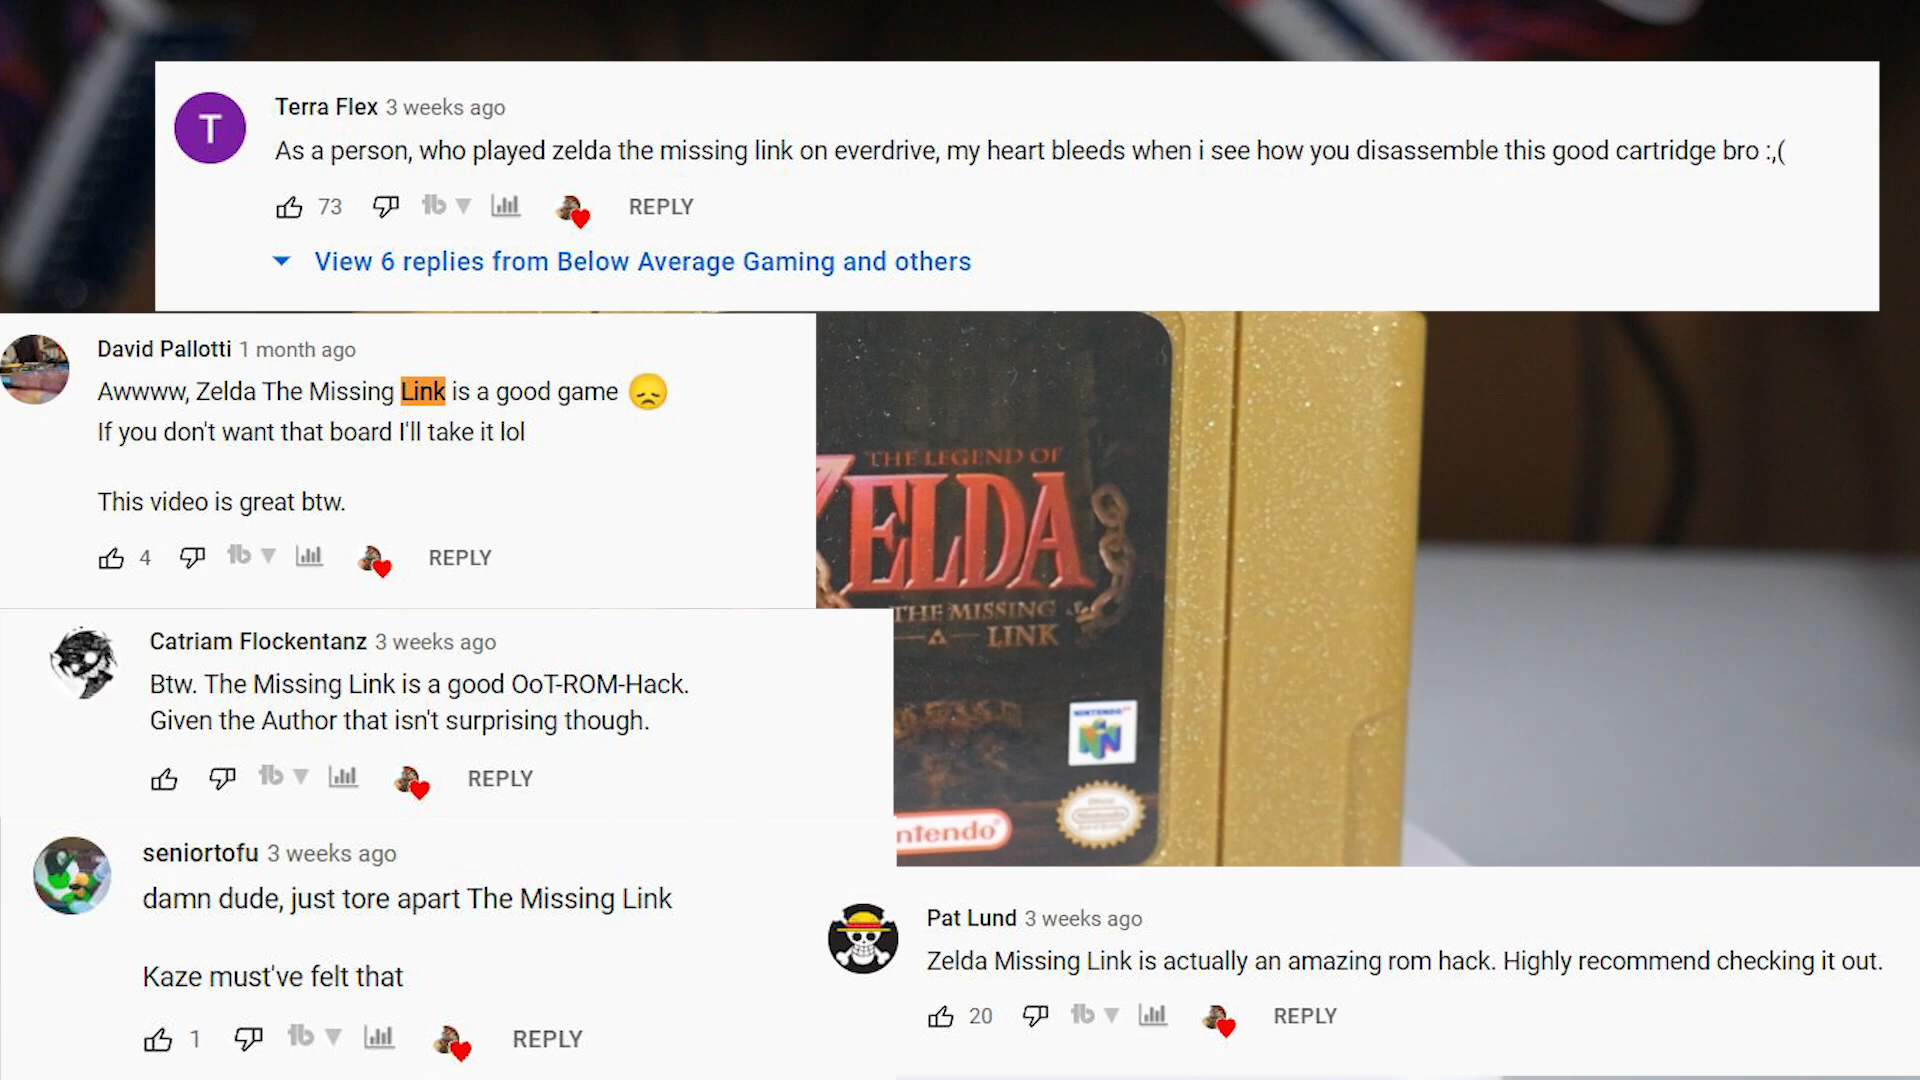 T
Terra Flex 3 weeks ago
As a person, who played zelda the missing link on everdrive, my heart bleeds when i see how you disassemble this good cartridge bro :,(
73 REPLY
View 6 replies from Below Average Gaming and others
David Pallotti 1 month ago
Awwww, Zelda The Missing Link is a good game 😞
If you don't want that board I'll take it lol
This video is great btw.
4 REPLY
Catriam Flockentanz 3 weeks ago
Btw. The Missing Link is a good OoT-ROM-Hack.
Given the Author that isn't surprising though.
REPLY
seniortofu 3 weeks ago
damn dude, just tore apart The Missing Link
Kaze must've felt that
1 REPLY
THE LEGEND OF
ZELDA
THE MISSING
LINK
NINTENDO
ntendo®
Pat Lund 3 weeks ago
Zelda Missing Link is actually an amazing rom hack. Highly recommend checking it out.
20 REPLY